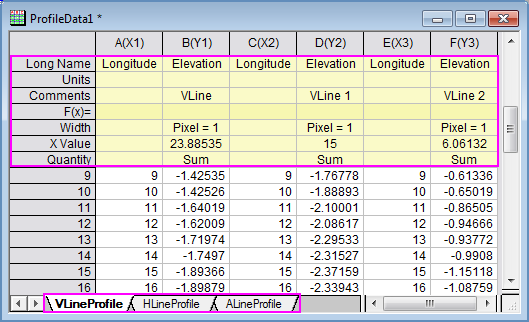 ProfileData1 *
A(X1) B(Y1) C(X2) D(Y2) E(X3) F(Y3)
Long Name Longitude Elevation Longitude Elevation Longitude Elevation
Units
Comments VLine VLine 1 VLine 2
F(x)=
Width Pixel = 1 Pixel = 1 Pixel = 1
X Value 23.88535 15 6.06132
Quantity Sum Sum Sum
9 9 -1.42535 9 -1.76778 9 -0.61336
10 10 -1.42526 10 -1.88893 10 -0.65019
11 11 -1.64019 11 -2.10001 11 -0.86505
12 12 -1.62009 12 -2.08617 12 -0.94666
13 13 -1.71974 13 -2.29533 13 -0.93772
14 14 -1.7497 14 -2.31527 14 -0.9908
15 15 -1.89366 15 -2.37159 15 -1.15118
16 16 -1.89879 16 -2.33943 16 -1.08759
VLineProfile HLineProfile ALineProfile